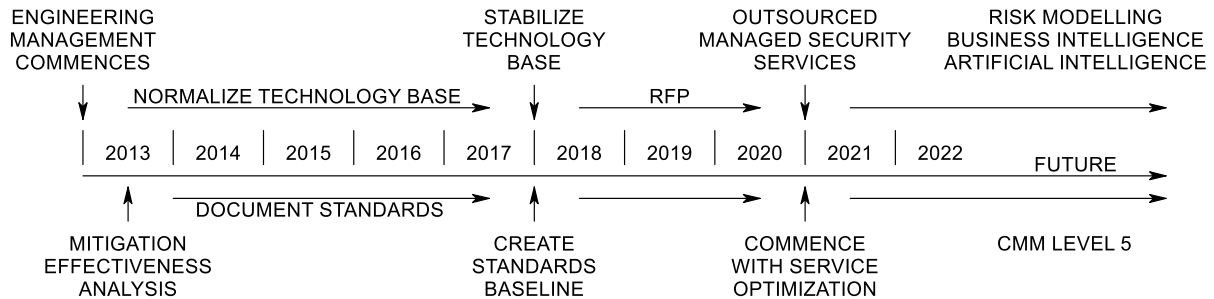 ENGINEERING
MANAGEMENT
COMMENCES
STABILIZE
TECHNOLOGY
BASE
OUTSOURCED
MANAGED SECURITY
SERVICES
RISK MODELLING
BUSINESS INTELLIGENCE
ARTIFICIAL INTELLIGENCE
NORMALIZE TECHNOLOGY BASE
RFP
2013 2014 2015 2016 2017 2018 2019 2020 2021 2022
FUTURE
DOCUMENT STANDARDS
MITIGATION
EFFECTIVENESS
ANALYSIS
CREATE
STANDARDS
BASELINE
COMMENCE
WITH SERVICE
OPTIMIZATION
CMM LEVEL 5